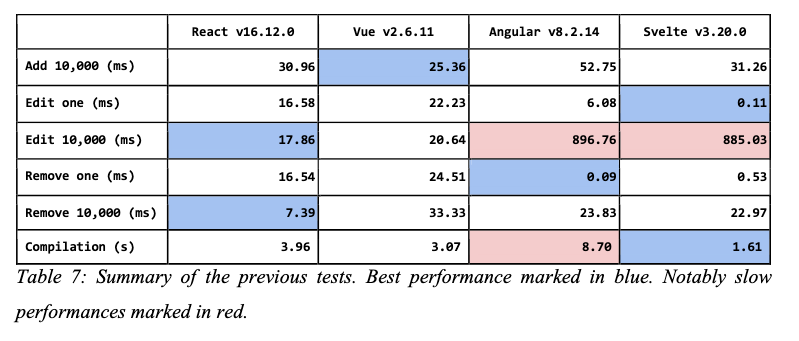 React v16.12.0 Vue v2.6.11 Angular v8.2.14 Svelte v3.20.0
Add 10,000 (ms) 30.96 25.36 52.75 31.26
Edit one (ms) 16.58 22.23 6.08 0.11
Edit 10,000 (ms) 17.86 20.64 896.76 885.03
Remove one (ms) 16.54 24.51 0.09 0.53
Remove 10,000 (ms) 7.39 33.33 23.83 22.97
Compilation (s) 3.96 3.07 8.70 1.61
Table 7: Summary of the previous tests. Best performance marked in blue. Notably slow
performances marked in red.